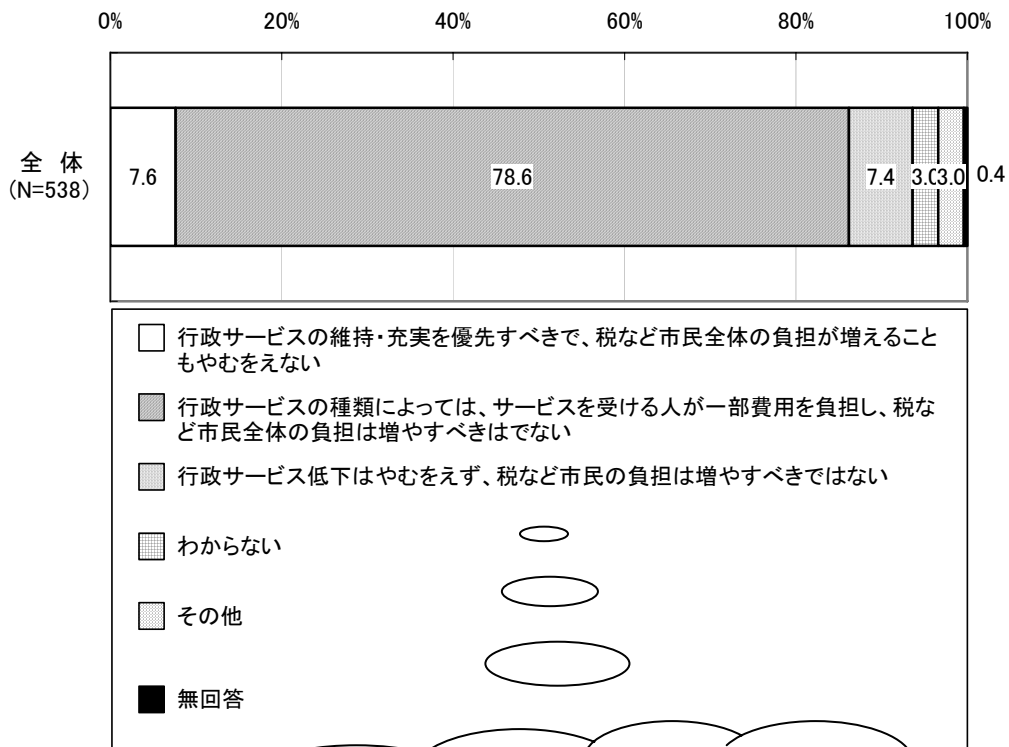 0% 20% 40% 60% 80% 100%
全 体
(N=538)
7.6 78.6 7.4 3.0 3.0 0.4
行政サービスの維持・充実を優先すべきで、税など市民全体の負担が増えること
もやむをえない
行政サービスの種類によっては、サービスを受ける人が一部費用を負担し、税な
ど市民全体の負担は増やすべきはでない
行政サービス低下はやむをえず、税など市民の負担は増やすべきではない
わからない
その他
無回答